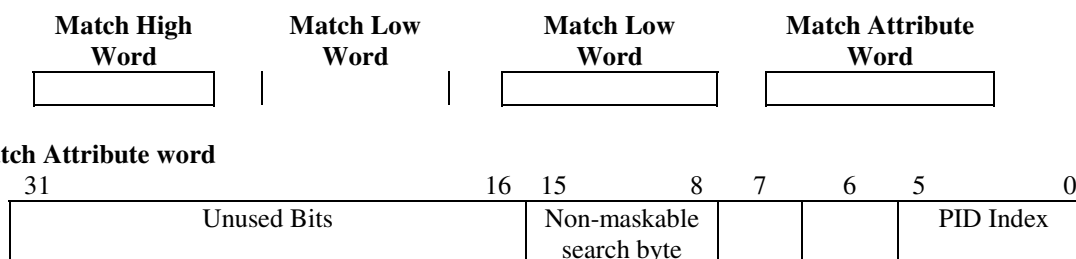 Match High Match Low Match Low Match Attribute
Word Word Word Word
tch Attribute word
31 16 15 8 7 6 5 0
Unused Bits Non-maskable PID Index
search byte